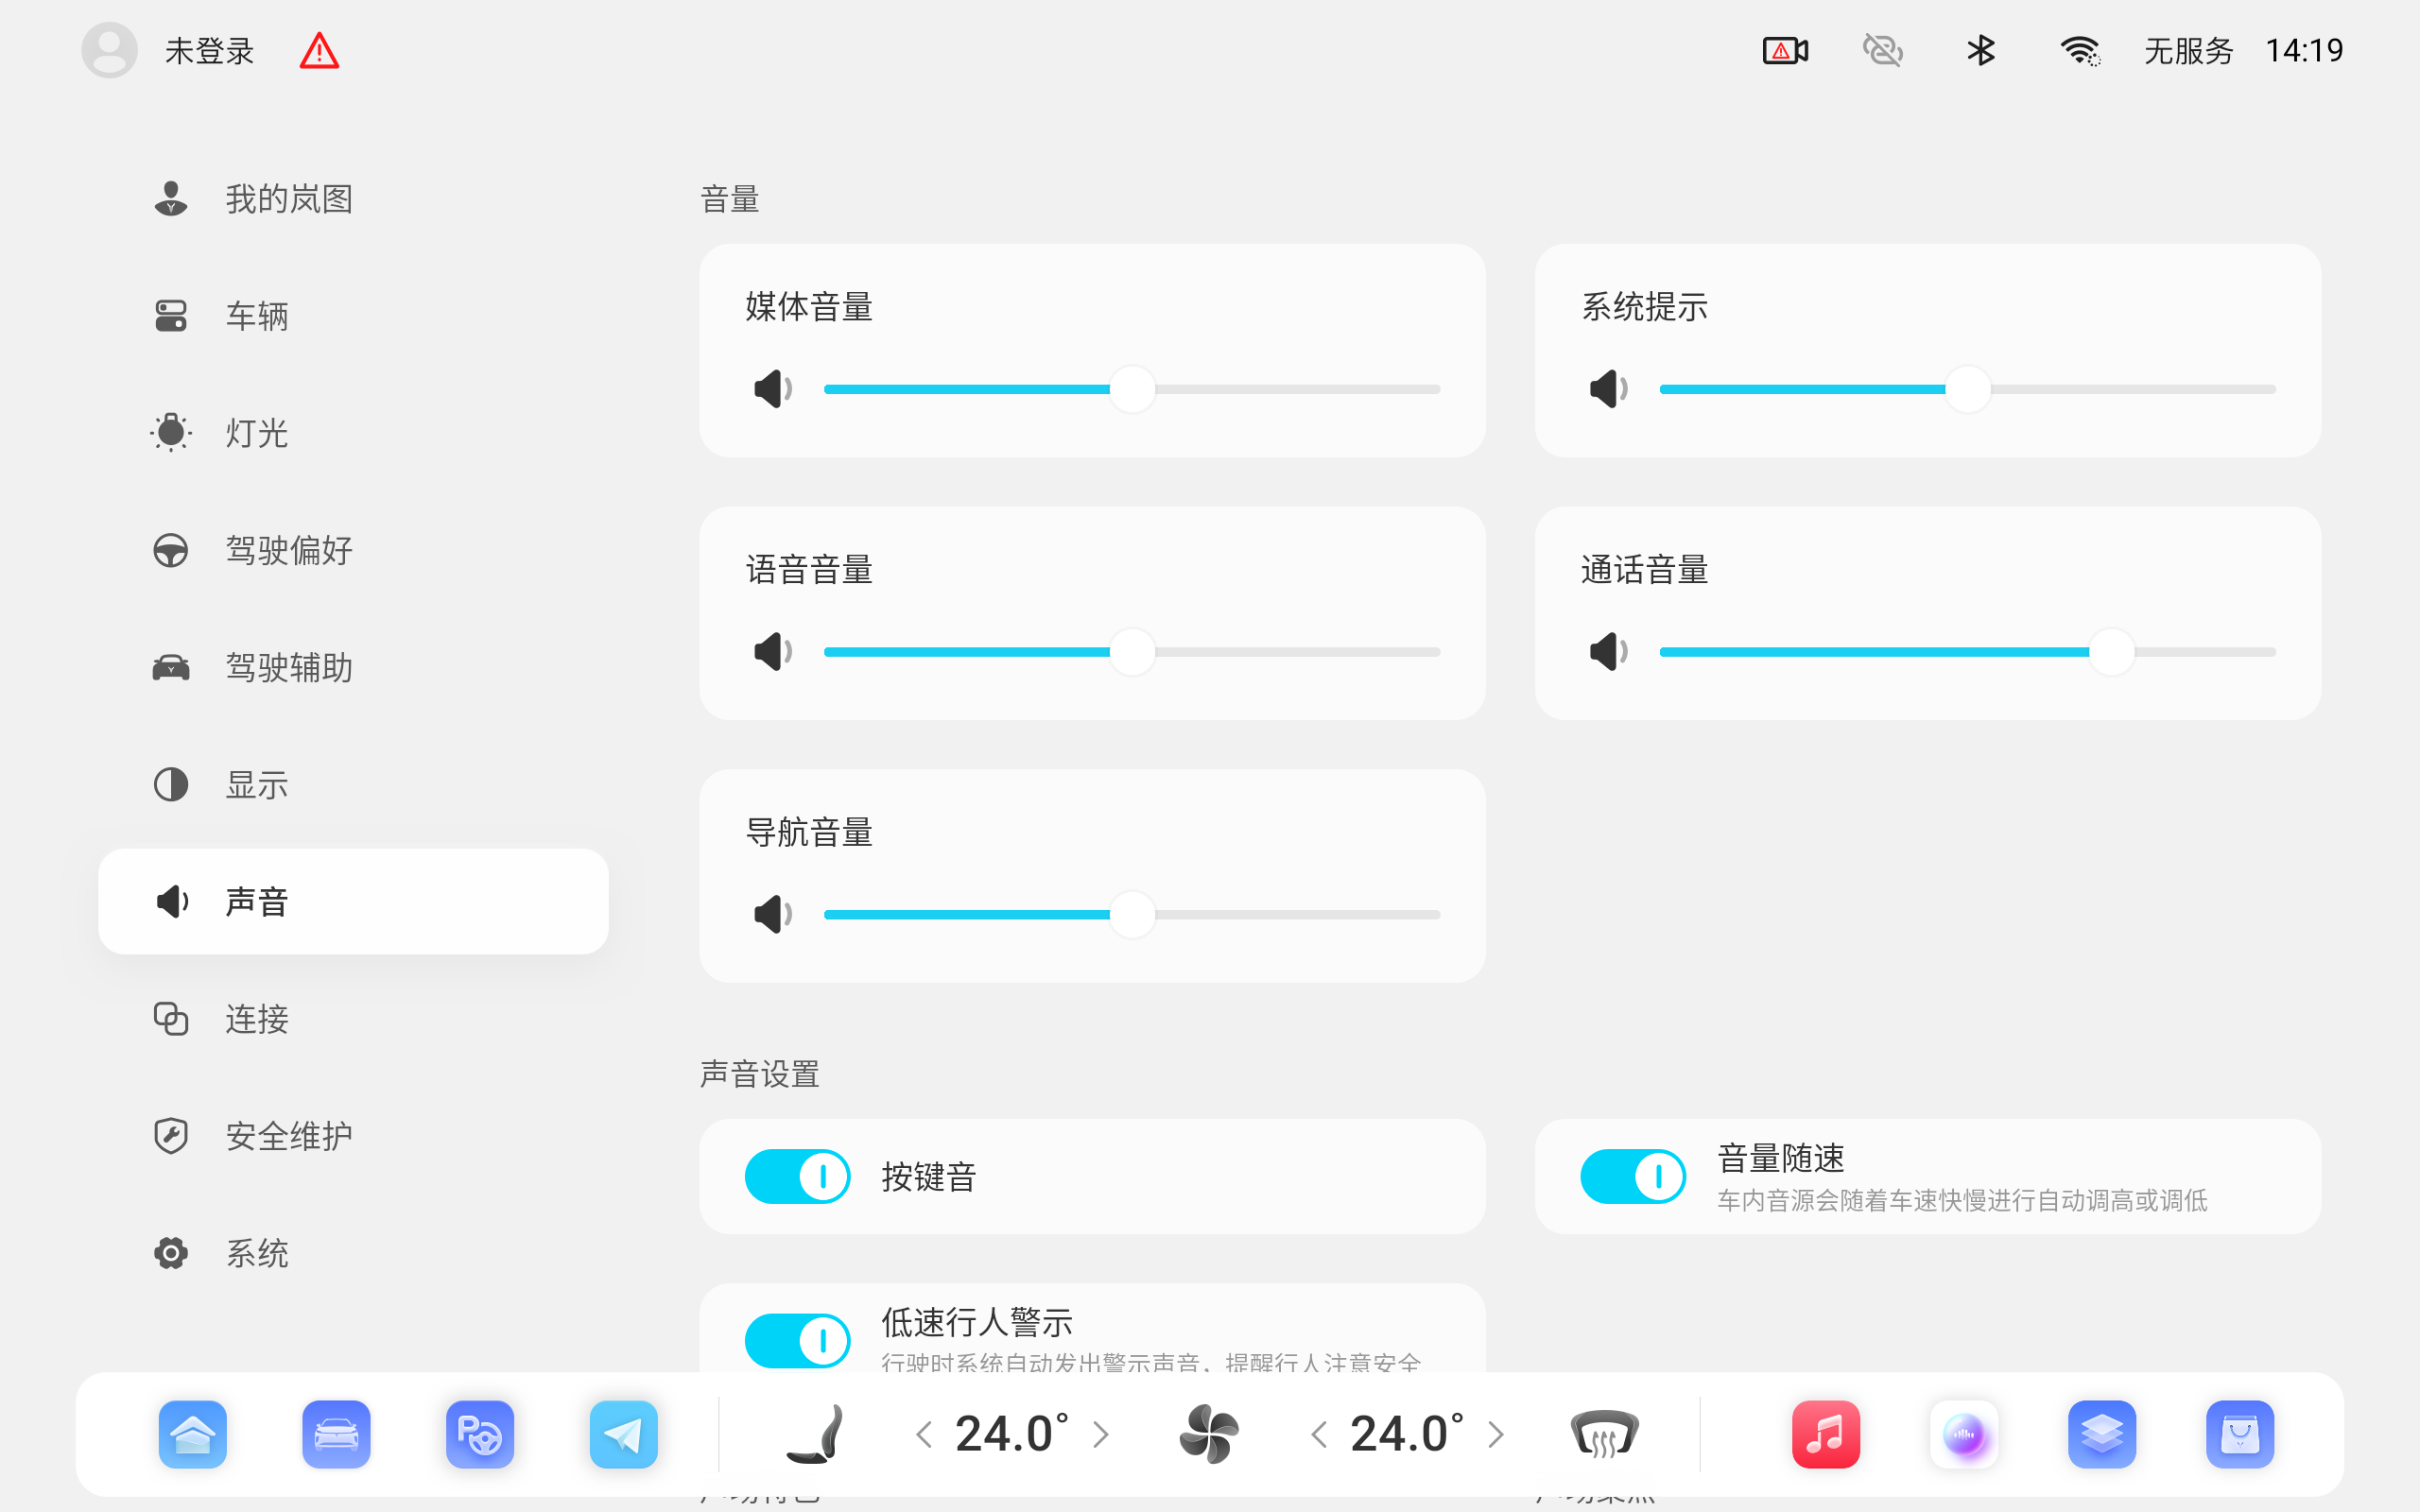 未登录
无服务 14:19
我的岚图
车辆
灯光
驾驶偏好
驾驶辅助
显示
声音
连接
安全维护
系统
音量
媒体音量
系统提示
语音音量
通话音量
导航音量
声音设置
按键音
音量随速
车内音源会随着车速快慢进行自动调高或调低
低速行人警示
行驶时系统自动发出警示声音，提醒行人注意安全
24.0°
24.0°